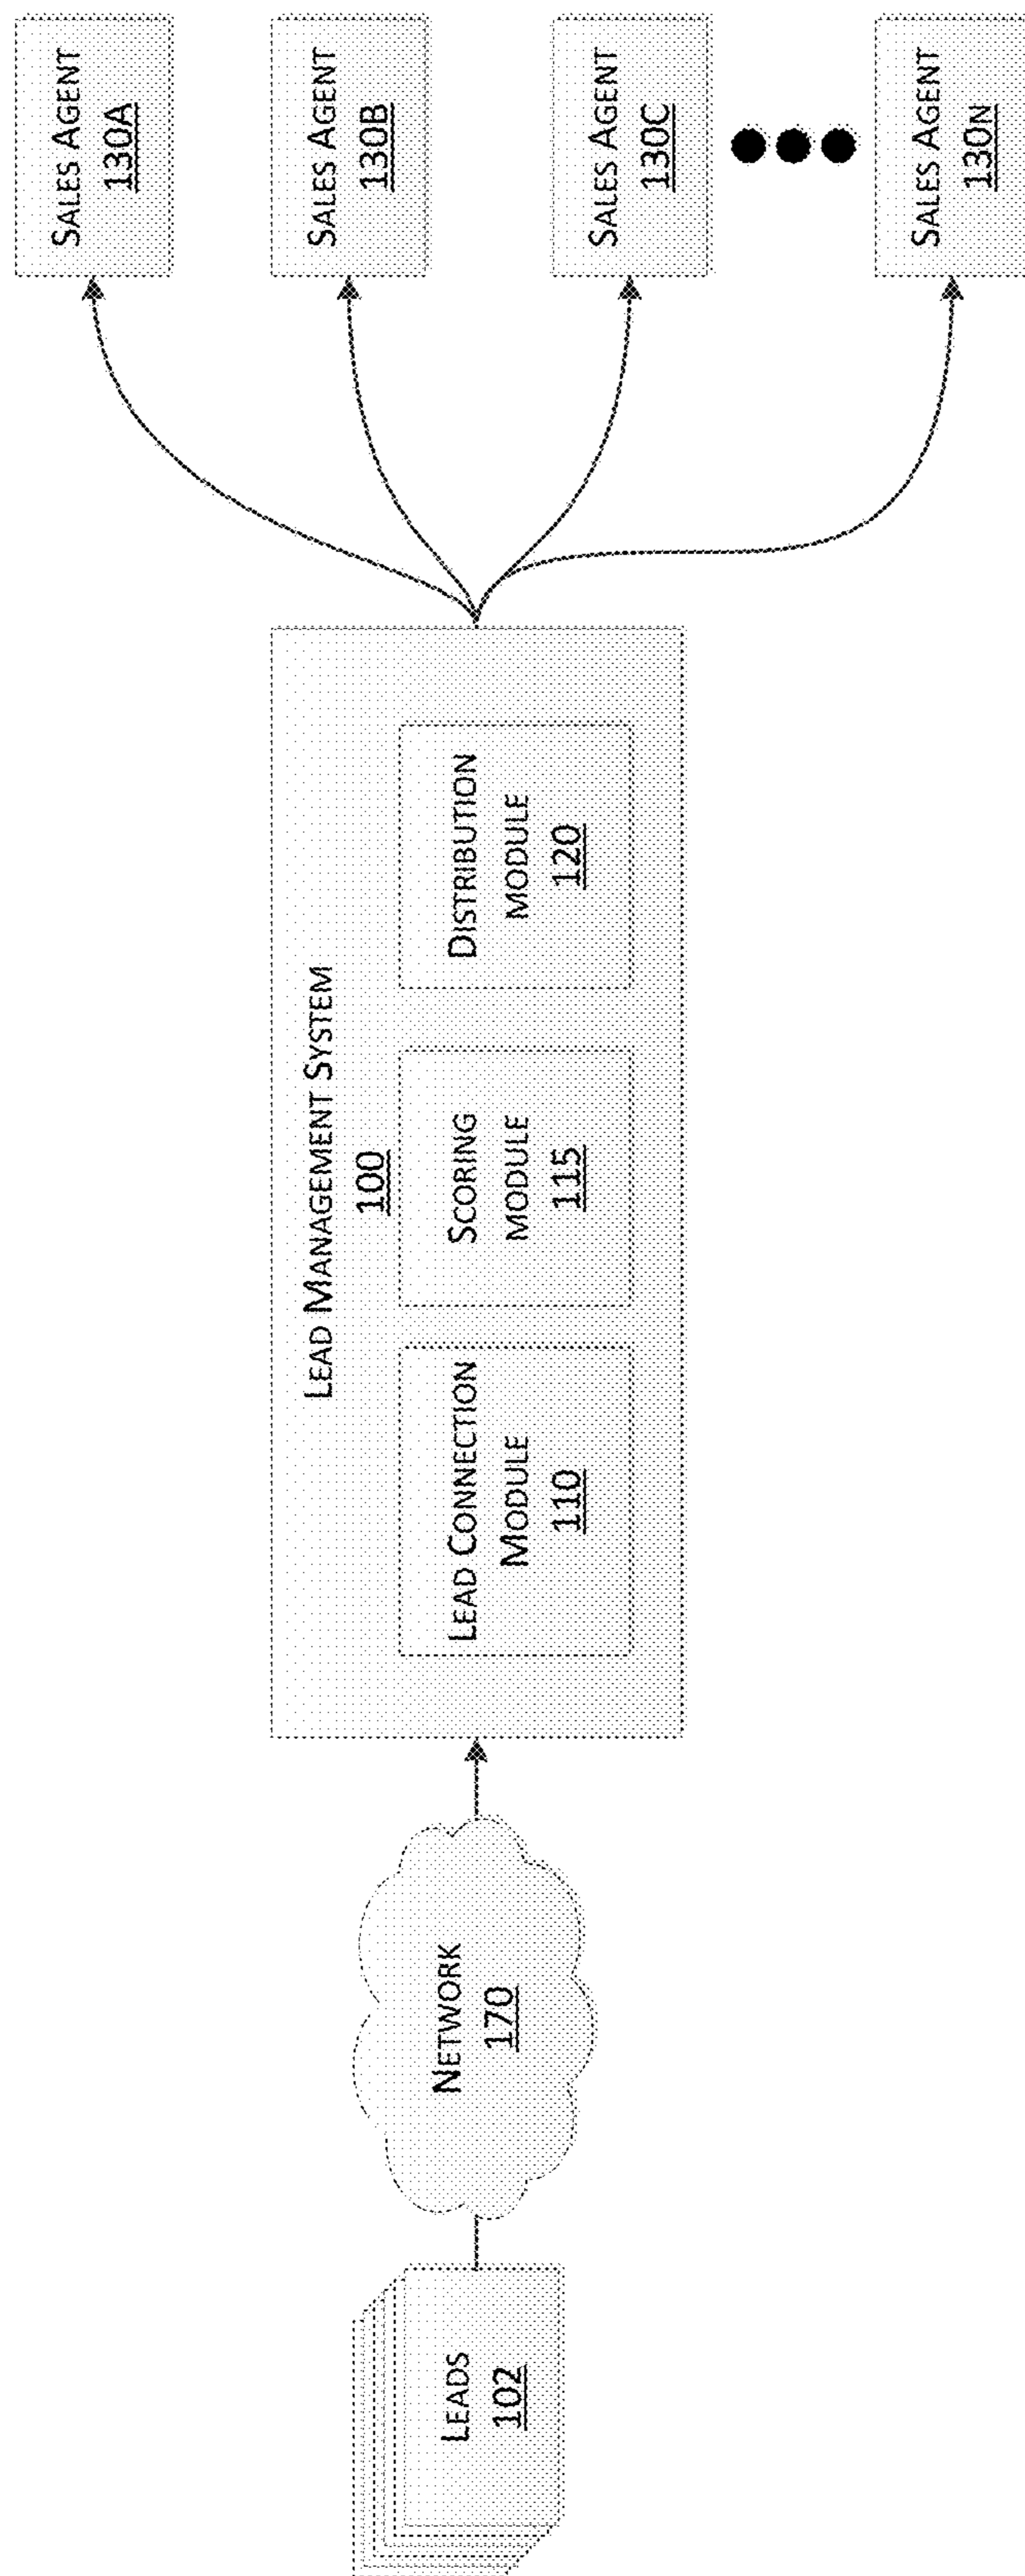 LEADS
102
NETWORK
170
LEAD MANAGEMENT SYSTEM
100
LEAD CONNECTION
MODULE
110
SCORING
MODULE
115
DISTRIBUTION
MODULE
120
SALES AGENT
130A
SALES AGENT
130B
SALES AGENT
130C
SALES AGENT
130N